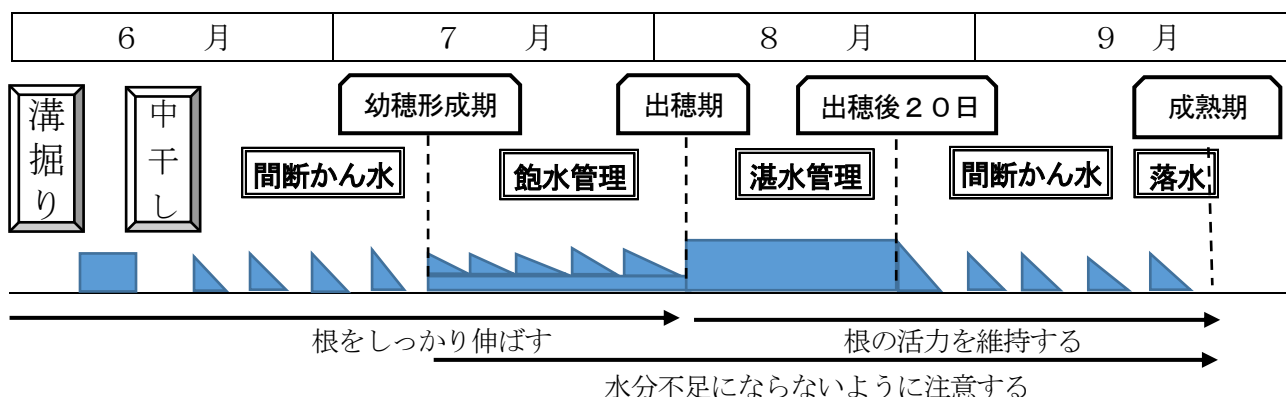 ６　月　７　月　８　月　９　月
幼穂形成期　出穂期　出穂後２０日　成熟期
溝掘り　中干し
間断かん水　飽水管理　湛水管理　間断かん水　落水
根をしっかり伸ばす　根の活力を維持する
水分不足にならないように注意する